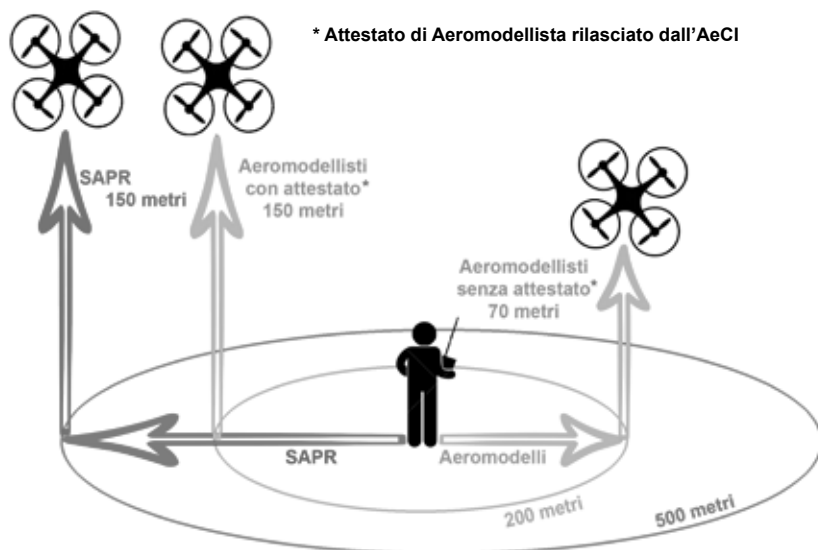 * Attestato di Aeromodellista rilasciato dall'AeCI
SAPR
150 metri
Aeromodellisti
con attestato*
150 metri
Aeromodellisti
senza attestato*
70 metri
SAPR
Aeromodelli
200 metri
500 metri